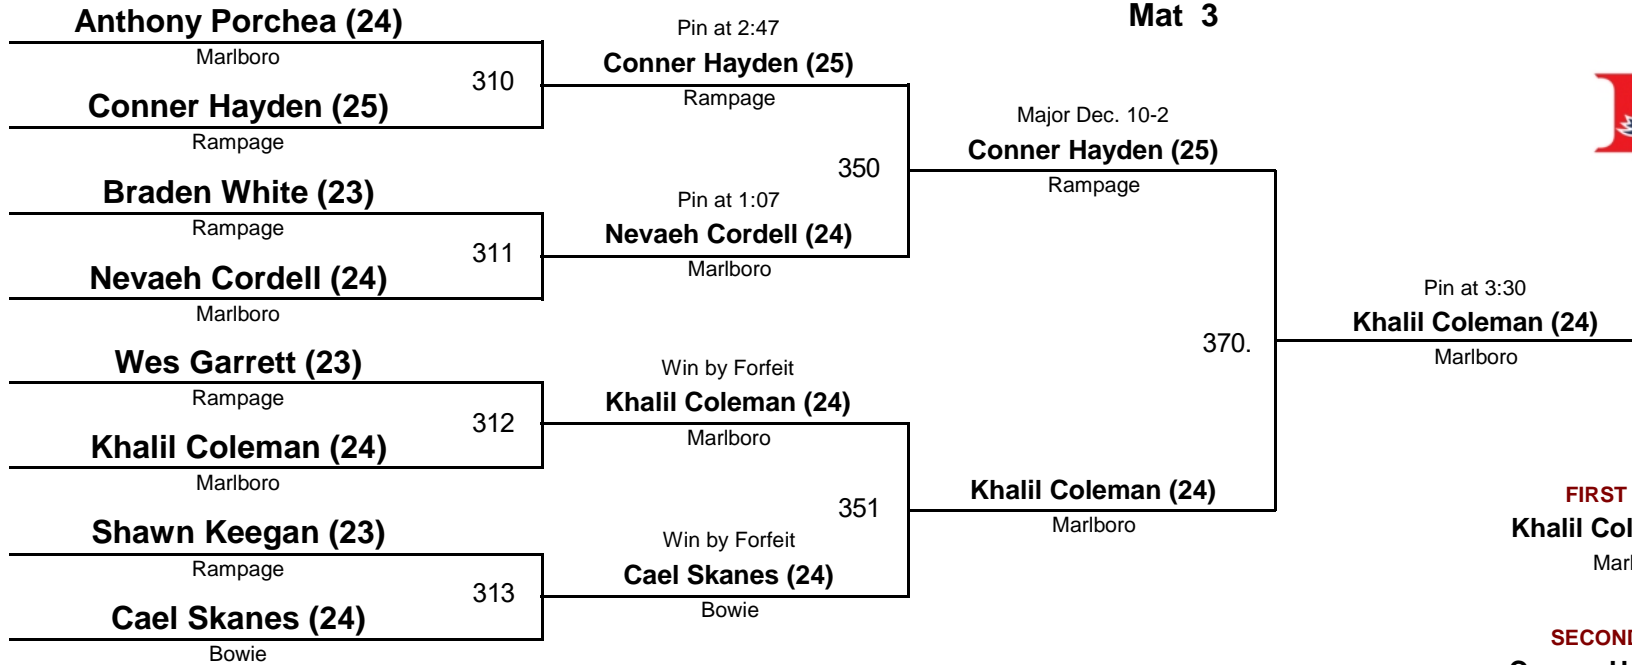 Anthony Porchea (24)
Marlboro
310
Conner Hayden (25)
Rampage
Braden White (23)
Rampage
311
Nevaeh Cordell (24)
Marlboro
Wes Garrett (23)
Rampage
312
Khalil Coleman (24)
Marlboro
Shawn Keegan (23)
Rampage
313
Cael Skanes (24)
Bowie
Pin at 2:47
Conner Hayden (25)
Rampage
350
Pin at 1:07
Nevaeh Cordell (24)
Marlboro
Win by Forfeit
Khalil Coleman (24)
Marlboro
351
Win by Forfeit
Cael Skanes (24)
Bowie
Mat 3
Major Dec. 10-2
Conner Hayden (25)
Rampage
370.
Khalil Coleman (24)
Marlboro
Pin at 3:30
Khalil Coleman (24)
Marlboro
FIRST
Khalil Col
Marl
SECOND